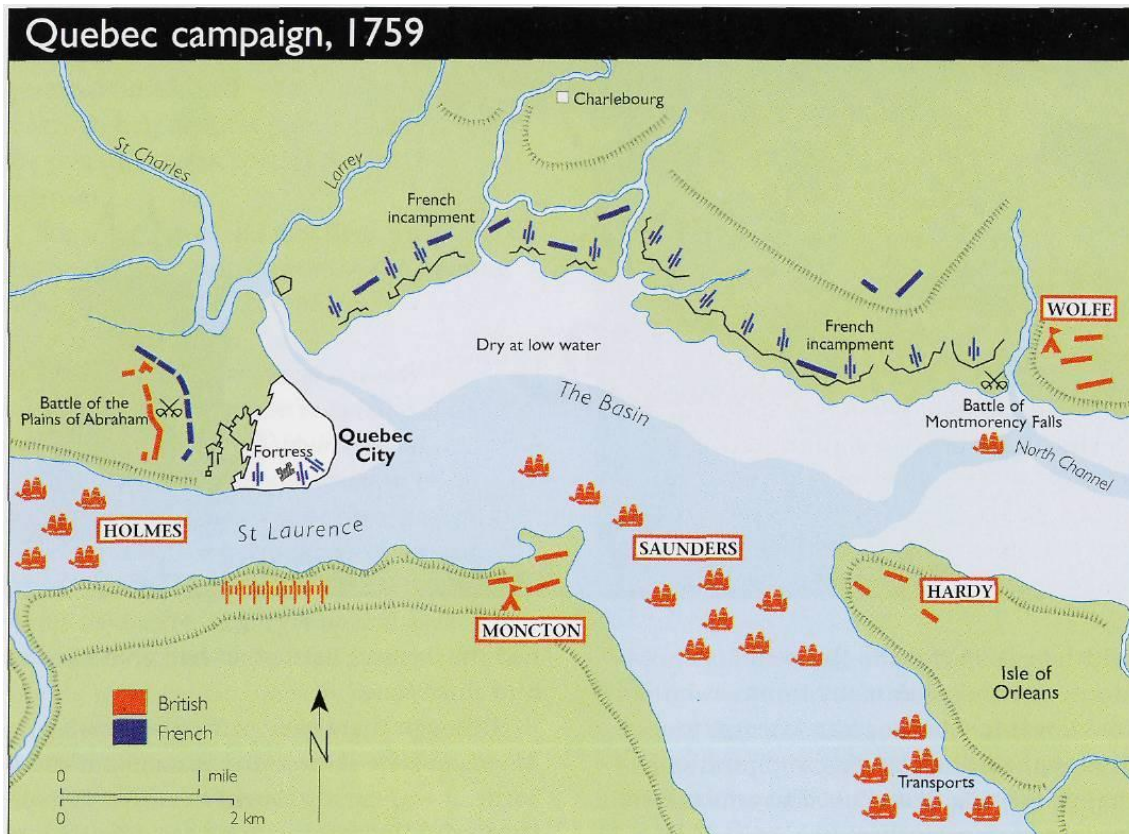 Quebec campaign, 1759
Charlebourg
St Charles
Larrey
French
incampment
WOLFE
Dry at low water
French
incampment
The Basin
Battle of the
Plains of Abraham
Battle of
Montmorency Falls
Quebec
City
Fortress
North Channel
HOLMES
St Laurence
SAUNDERS
HARDY
MONCTON
Isle of
Orleans
British
French
N
0 1 mile
0 2 km
Transports